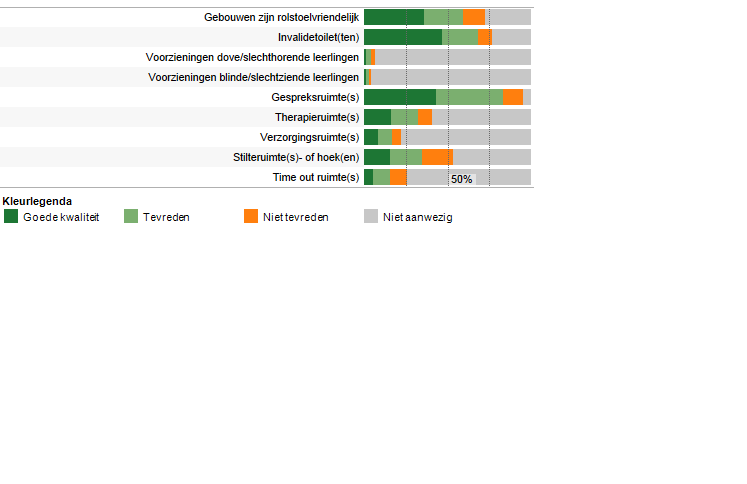 Gebouwen zijn rolstoelvriendelijk
Invalidetoilet(ten)
Voorzieningen dove/slechthorende leerlingen
Voorzieningen blinde/slechtziende leerlingen
Gespreksruimte(s)
Therapieruimte(s)
Verzorgingsruimte(s)
Stilteruimte(s)- of hoek(en)
Time out ruimte(s) 50%
Kleurlegenda
Goede kwaliteit Tevreden Niet tevreden Niet aanwezig